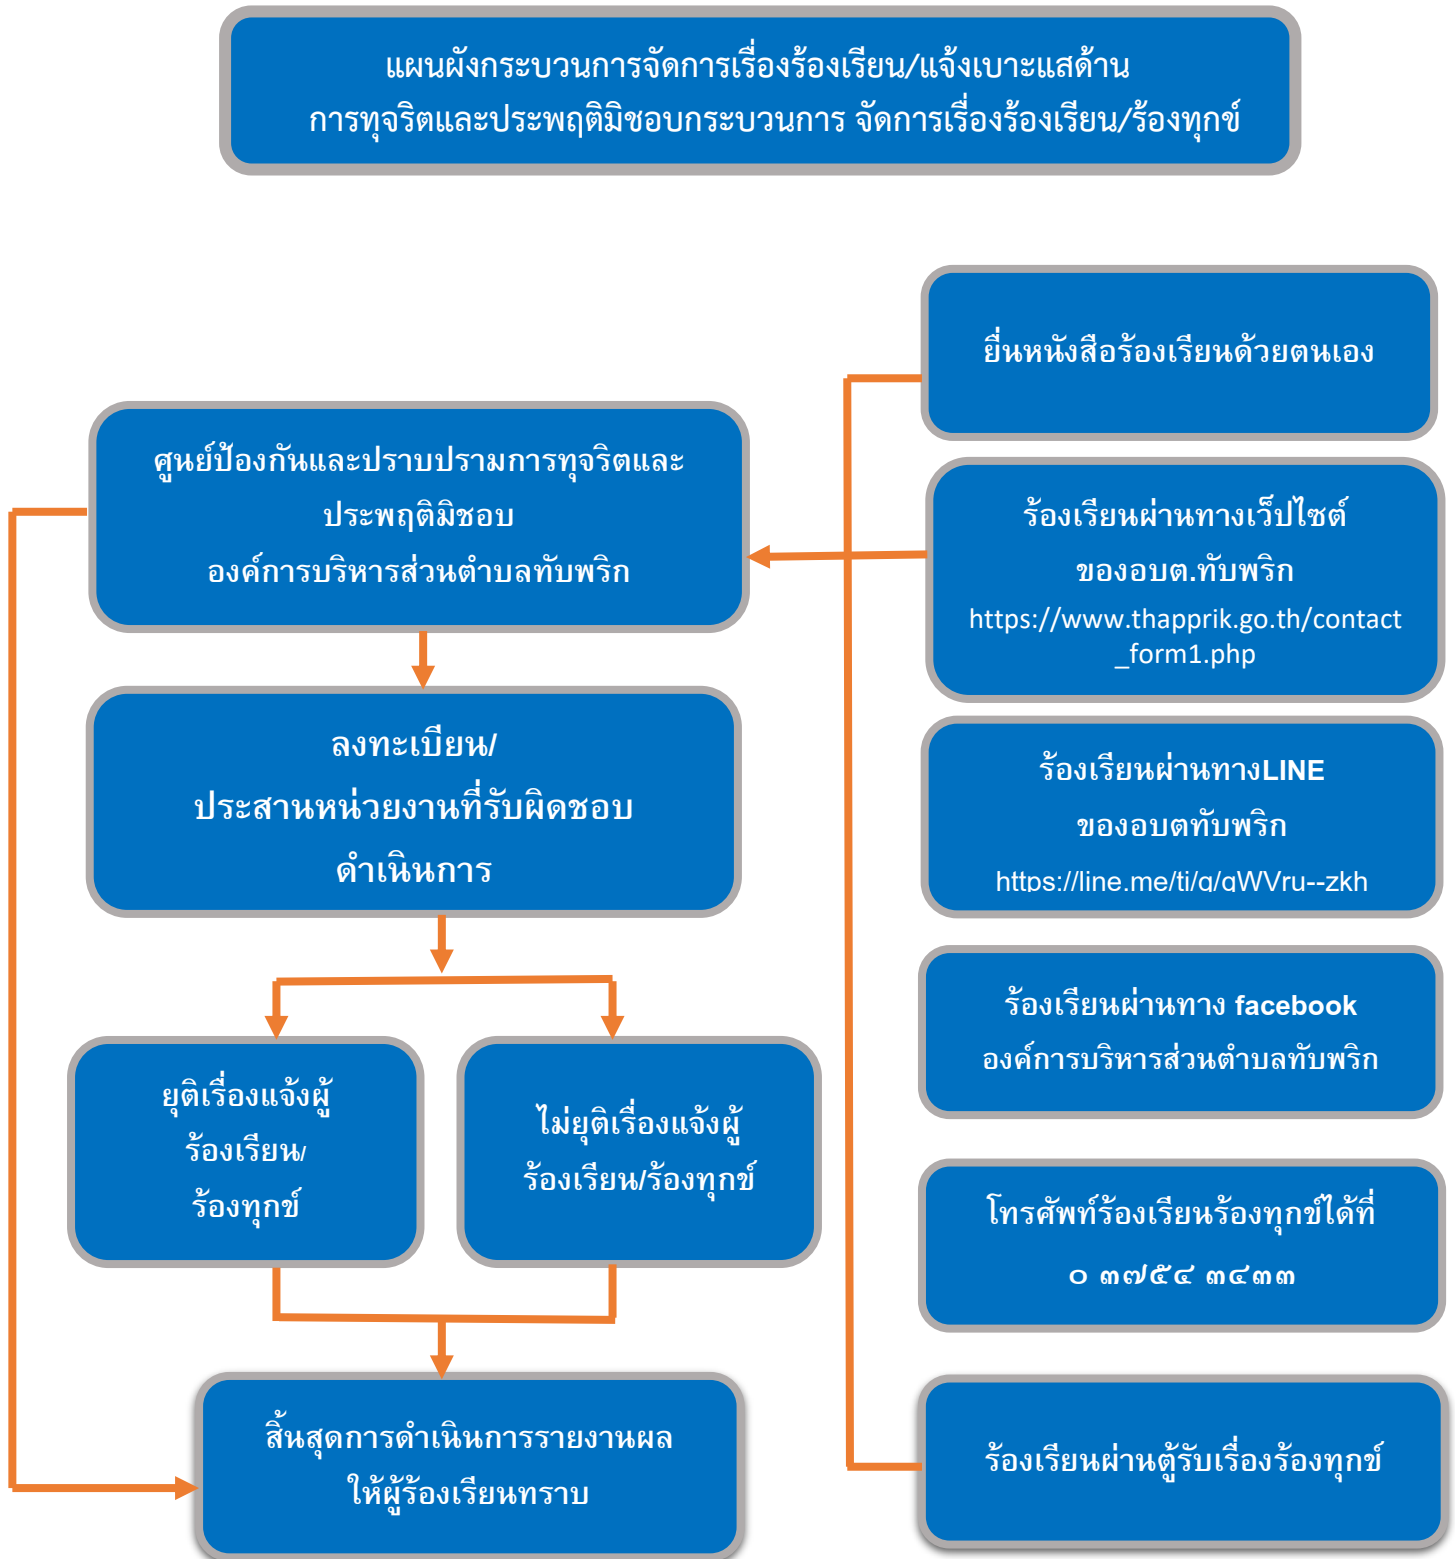 แผนผังกระบวนการจัดการเรื่องร้องเรียน/แจ้งเบาะแสด้าน
การทุจริตและประพฤติมิชอบกระบวนการ จัดการเรื่องร้องเรียน/ร้องทุกข์
ยื่นหนังสือร้องเรียนด้วยตนเอง
ศูนย์ป้องกันและปราบปรามการทุจริตและ
ประพฤติมิชอบ
องค์การบริหารส่วนตำบลทับพริก
ร้องเรียนผ่านทางเว็ปไซต์
ของอบต.ทับพริก
https://www.thapprik.go.th/contact
_form1.php
ลงทะเบียน/
ประสานหน่วยงานที่รับผิดชอบ
ดำเนินการ
ร้องเรียนผ่านทางLINE
ของอบตทับพริก
https://line.me/ti/g/gWVru--zkh
ร้องเรียนผ่านทาง facebook
องค์การบริหารส่วนตำบลทับพริก
ยุติเรื่องแจ้งผู้
ร้องเรียน/
ร้องทุกข์
ไม่ยุติเรื่องแจ้งผู้
ร้องเรียน/ร้องทุกข์
โทรศัพท์ร้องเรียนร้องทุกข์ได้ที่
๐ ๓๗๕๔ ๓๔๓๓
สิ้นสุดการดำเนินการรายงานผล
ให้ผู้ร้องเรียนทราบ
ร้องเรียนผ่านตู้รับเรื่องร้องทุกข์